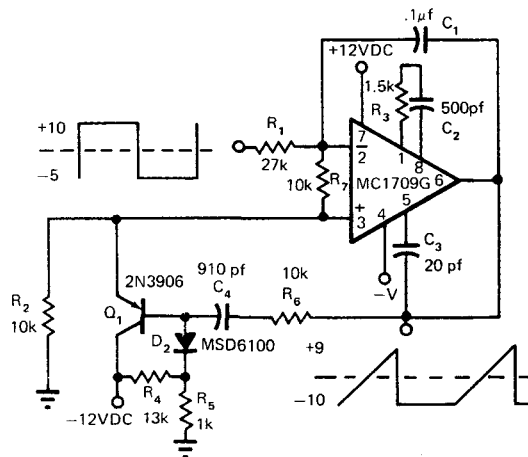 .1μf
C1
+12VDC
1.5k
R3
500pf
C2
+10
−5
R1
27k
7
−
2
1
8
MC1709G
6
10k
R7
+
3
4
5
C3
20 pf
−V
2N3906
Q1
910 pf
C4
10k
R6
R2
10k
D2
MSD6100
+9
−10
R4
13k
R5
1k
−12VDC